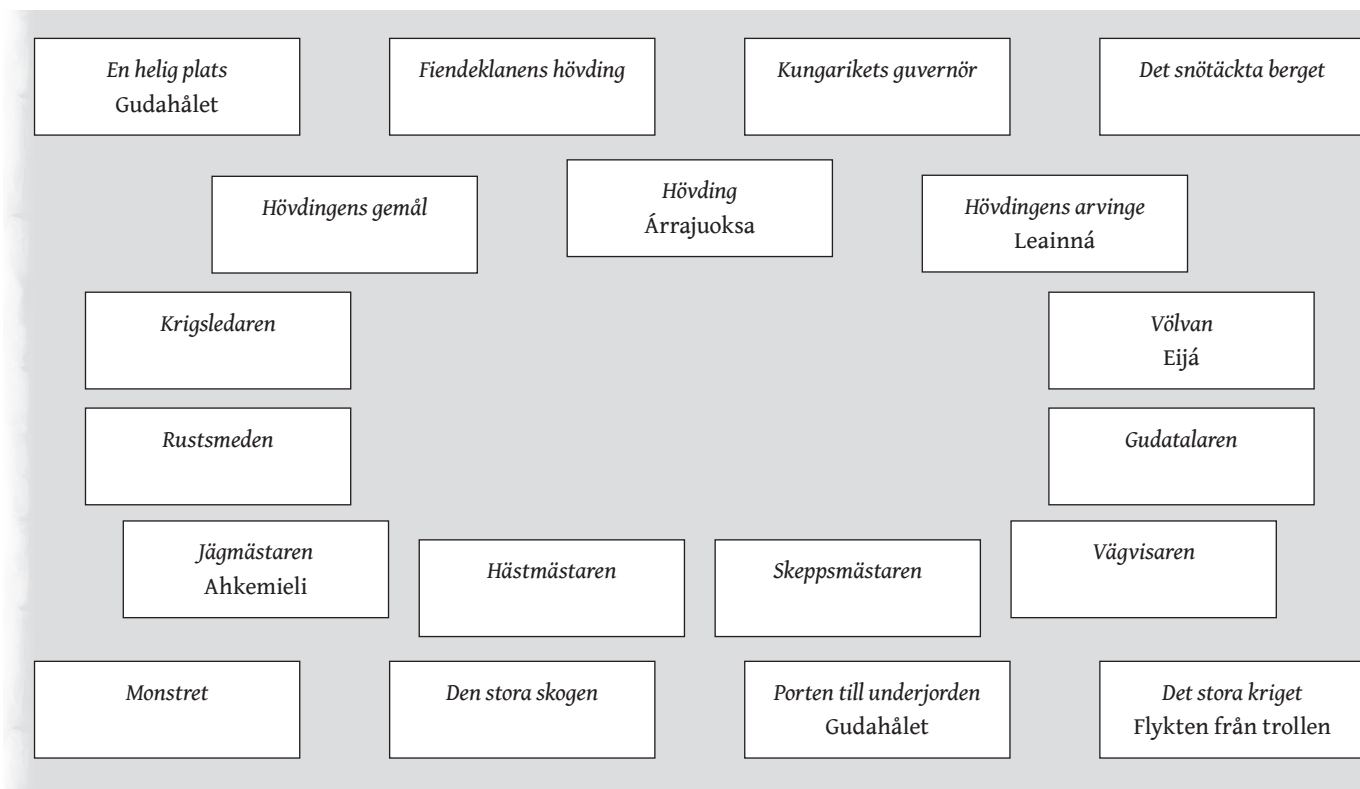 En helig plats
Gudahålet
Fiendeklanens hövding
Kungarikets guvernör
Det snötäckta berget
Hövdingens gemål
Hövding
Árrajuoksa
Hövdingens arvinge
Leainná
Krigsledaren
Völvan
Eijá
Rustsmeden
Gudatalaren
Jägmästaren
Ahkemieli
Hästmästaren
Skeppsmästaren
Vägvisaren
Monstret
Den stora skogen
Porten till underjorden
Gudahålet
Det stora kriget
Flykten från trollen